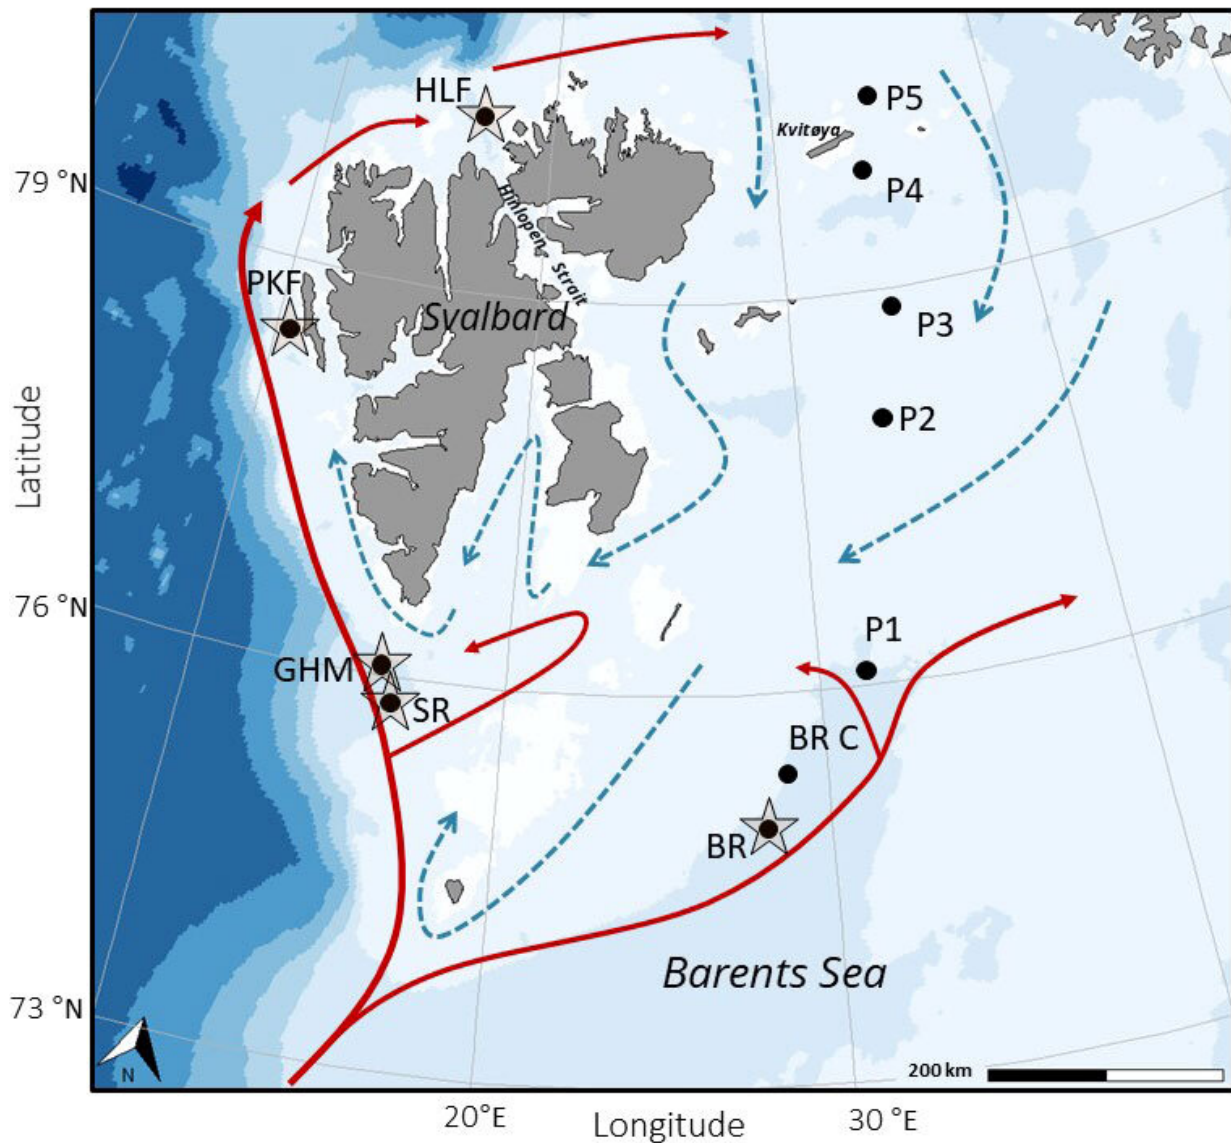 HLF
P5
Kvitøya
P4
79 °N
Hinlopen - Strait
PKF
Svalbard
P3
P2
Latitude
76 °N
P1
GHM
SR
BR C
BR
Barents Sea
73 °N
N
200 km
20 °E
Longitude
30 °E